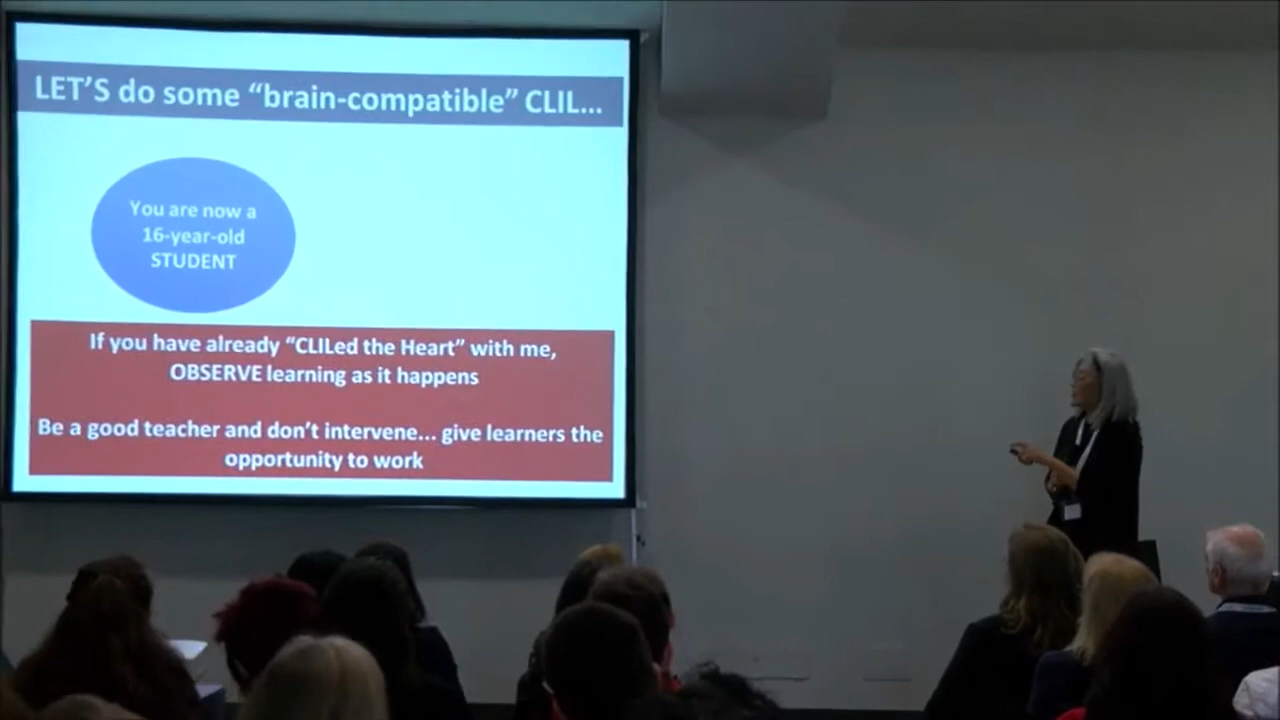 LET'S do some “brain-compatible” CLIL...
You are now a
16-year-old
STUDENT
If you have already “CLILed the Heart” with me,
OBSERVE learning as it happens
Be a good teacher and don't intervene... give learners the
opportunity to work